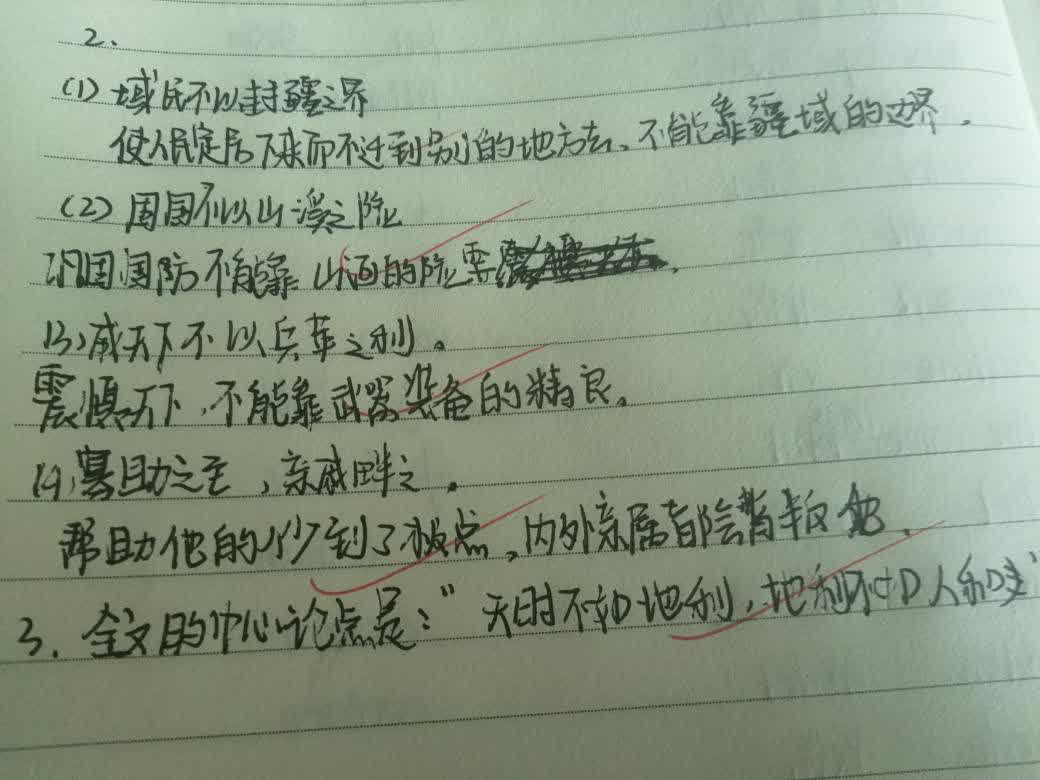 2、
(1) 域民不以封疆之界
使人民定居下来而不迁到别的地方去、不能靠疆域的边界。
(2) 固国不以山溪之险
巩固国防不能靠山河的险要
(3) 威天下不以兵革之利。
震慑天下,不能靠武器装备的精良。
(4) 寡助之至,亲戚畔之。
帮助他的人少到了极点,内外亲属都会背叛他。
3. 全文的中心论点是:“天时不如地利,地利不如人和”